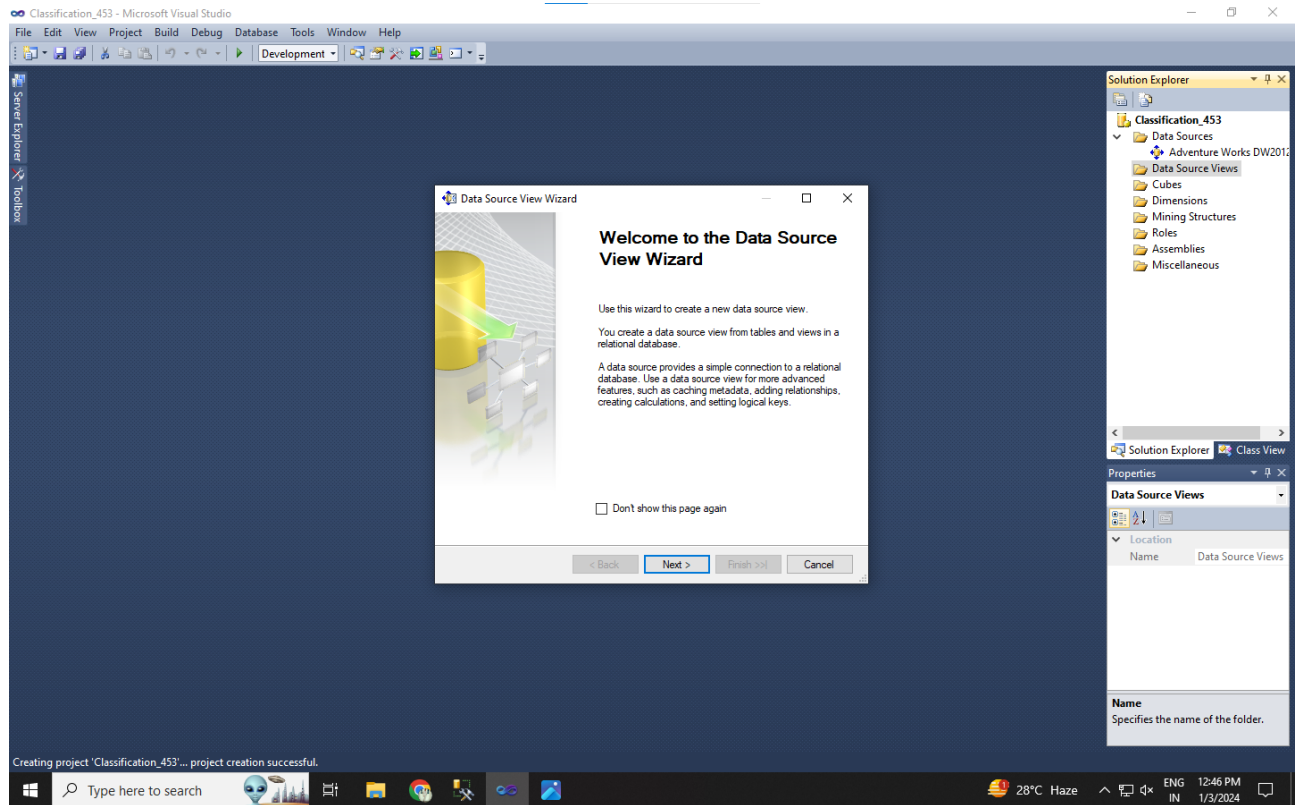 Classification_453 - Microsoft Visual Studio
File Edit View Project Build Debug Database Tools Window Help
Development
Server Explorer
Toolbox
Solution Explorer
Classification_453
Data Sources
Adventure Works DW2012
Data Source Views
Cubes
Dimensions
Mining Structures
Roles
Assemblies
Miscellaneous
Solution Explorer Class View
Properties
Data Source Views
Location
Name Data Source Views
Name
Specifies the name of the folder.
Data Source View Wizard
Welcome to the Data Source
View Wizard
Use this wizard to create a new data source view.
You create a data source view from tables and views in a
relational database.
A data source provides a simple connection to a relational
database. Use a data source view for more advanced
features, such as caching metadata, adding relationships,
creating calculations, and setting logical keys.
Don't show this page again
< Back Next > Finish >>| Cancel
Creating project 'Classification_453'... project creation successful.
Type here to search
28°C Haze
ENG
IN
12:46 PM
1/3/2024